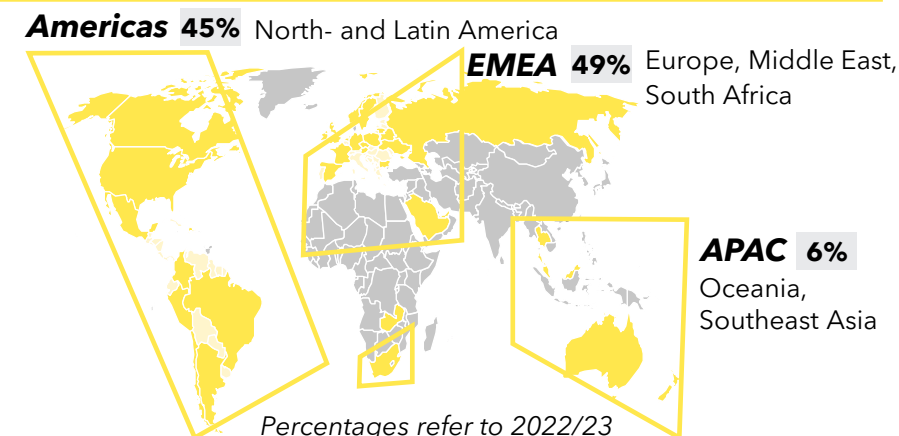 Americas 45% North- and Latin America
EMEA 49% Europe, Middle East,
South Africa
APAC 6%
Oceania,
Southeast Asia
Percentages refer to 2022/23